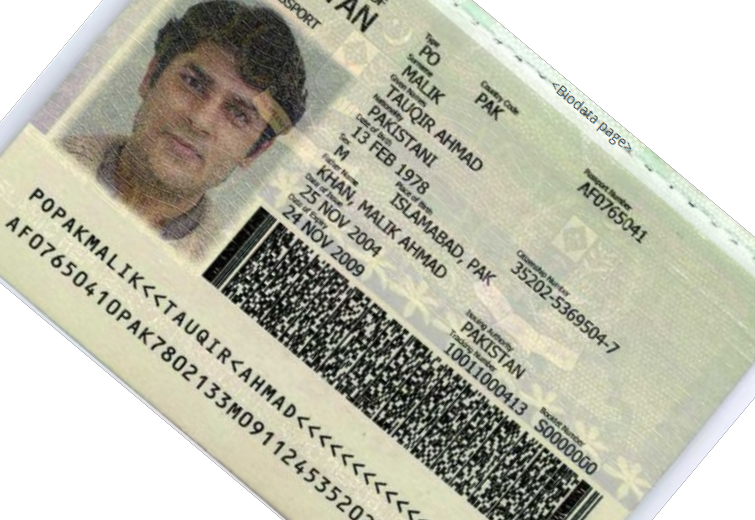 TAN
SSPORT
<Biodata page>
Type
PO
Country Code
PAK
Passport Number
AF0765041
Surname
MALIK
Given Names
TAUQIR AHMAD
Nationality
PAKISTANI
Date of Birth
13 FEB 1978
Citizenship Number
35202-5369504-7
Sex
M
Place of Birth
ISLAMABAD, PAK
Father Name
KHAN, MALIK AHMAD
Date of Issue
25 NOV 2004
Issuing Authority
PAKISTAN
Date of Expiry
24 NOV 2009
Tracking Number
10011000413
Booklet Number
S0000000
POPAKMALIK<<TAUQIR<AHMAD<<<<<<<<<<<<
AF07650410PAK7802133M091124535202